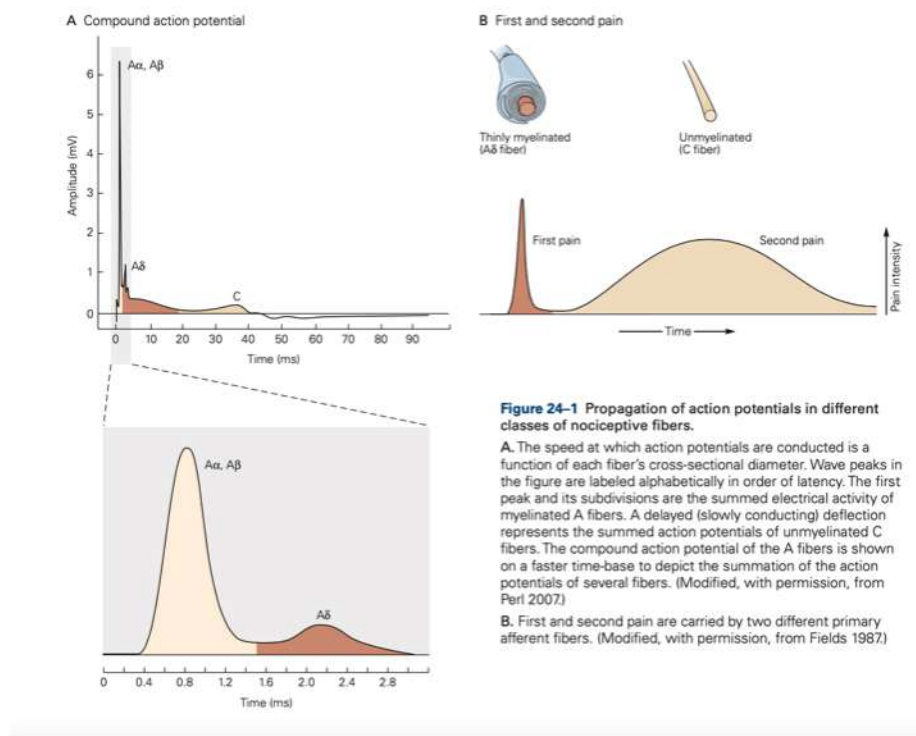 A Compound action potential
6
5
4
3
2
1
0
Amplitude (mV)
Aα, Aβ
Aδ
C
0 10 20 30 40 50 60 70 80 90
Time (ms)
Aα, Aβ
Aδ
0 0.4 0.8 1.2 1.6 2.0 2.4 2.8
Time (ms)
B First and second pain
Thinly myelinated
(Aδ fiber)
Unmyelinated
(C fiber)
First pain
Second pain
Pain intensity
Time
Figure 24–1 Propagation of action potentials in different
classes of nociceptive fibers.
A. The speed at which action potentials are conducted is a
function of each fiber's cross-sectional diameter. Wave peaks in
the figure are labeled alphabetically in order of latency. The first
peak and its subdivisions are the summed electrical activity of
myelinated A fibers. A delayed (slowly conducting) deflection
represents the summed action potentials of unmyelinated C
fibers. The compound action potential of the A fibers is shown
on a faster time-base to depict the summation of the action
potentials of several fibers. (Modified, with permission, from
Perl 2007.)
B. First and second pain are carried by two different primary
afferent fibers. (Modified, with permission, from Fields 1987.)